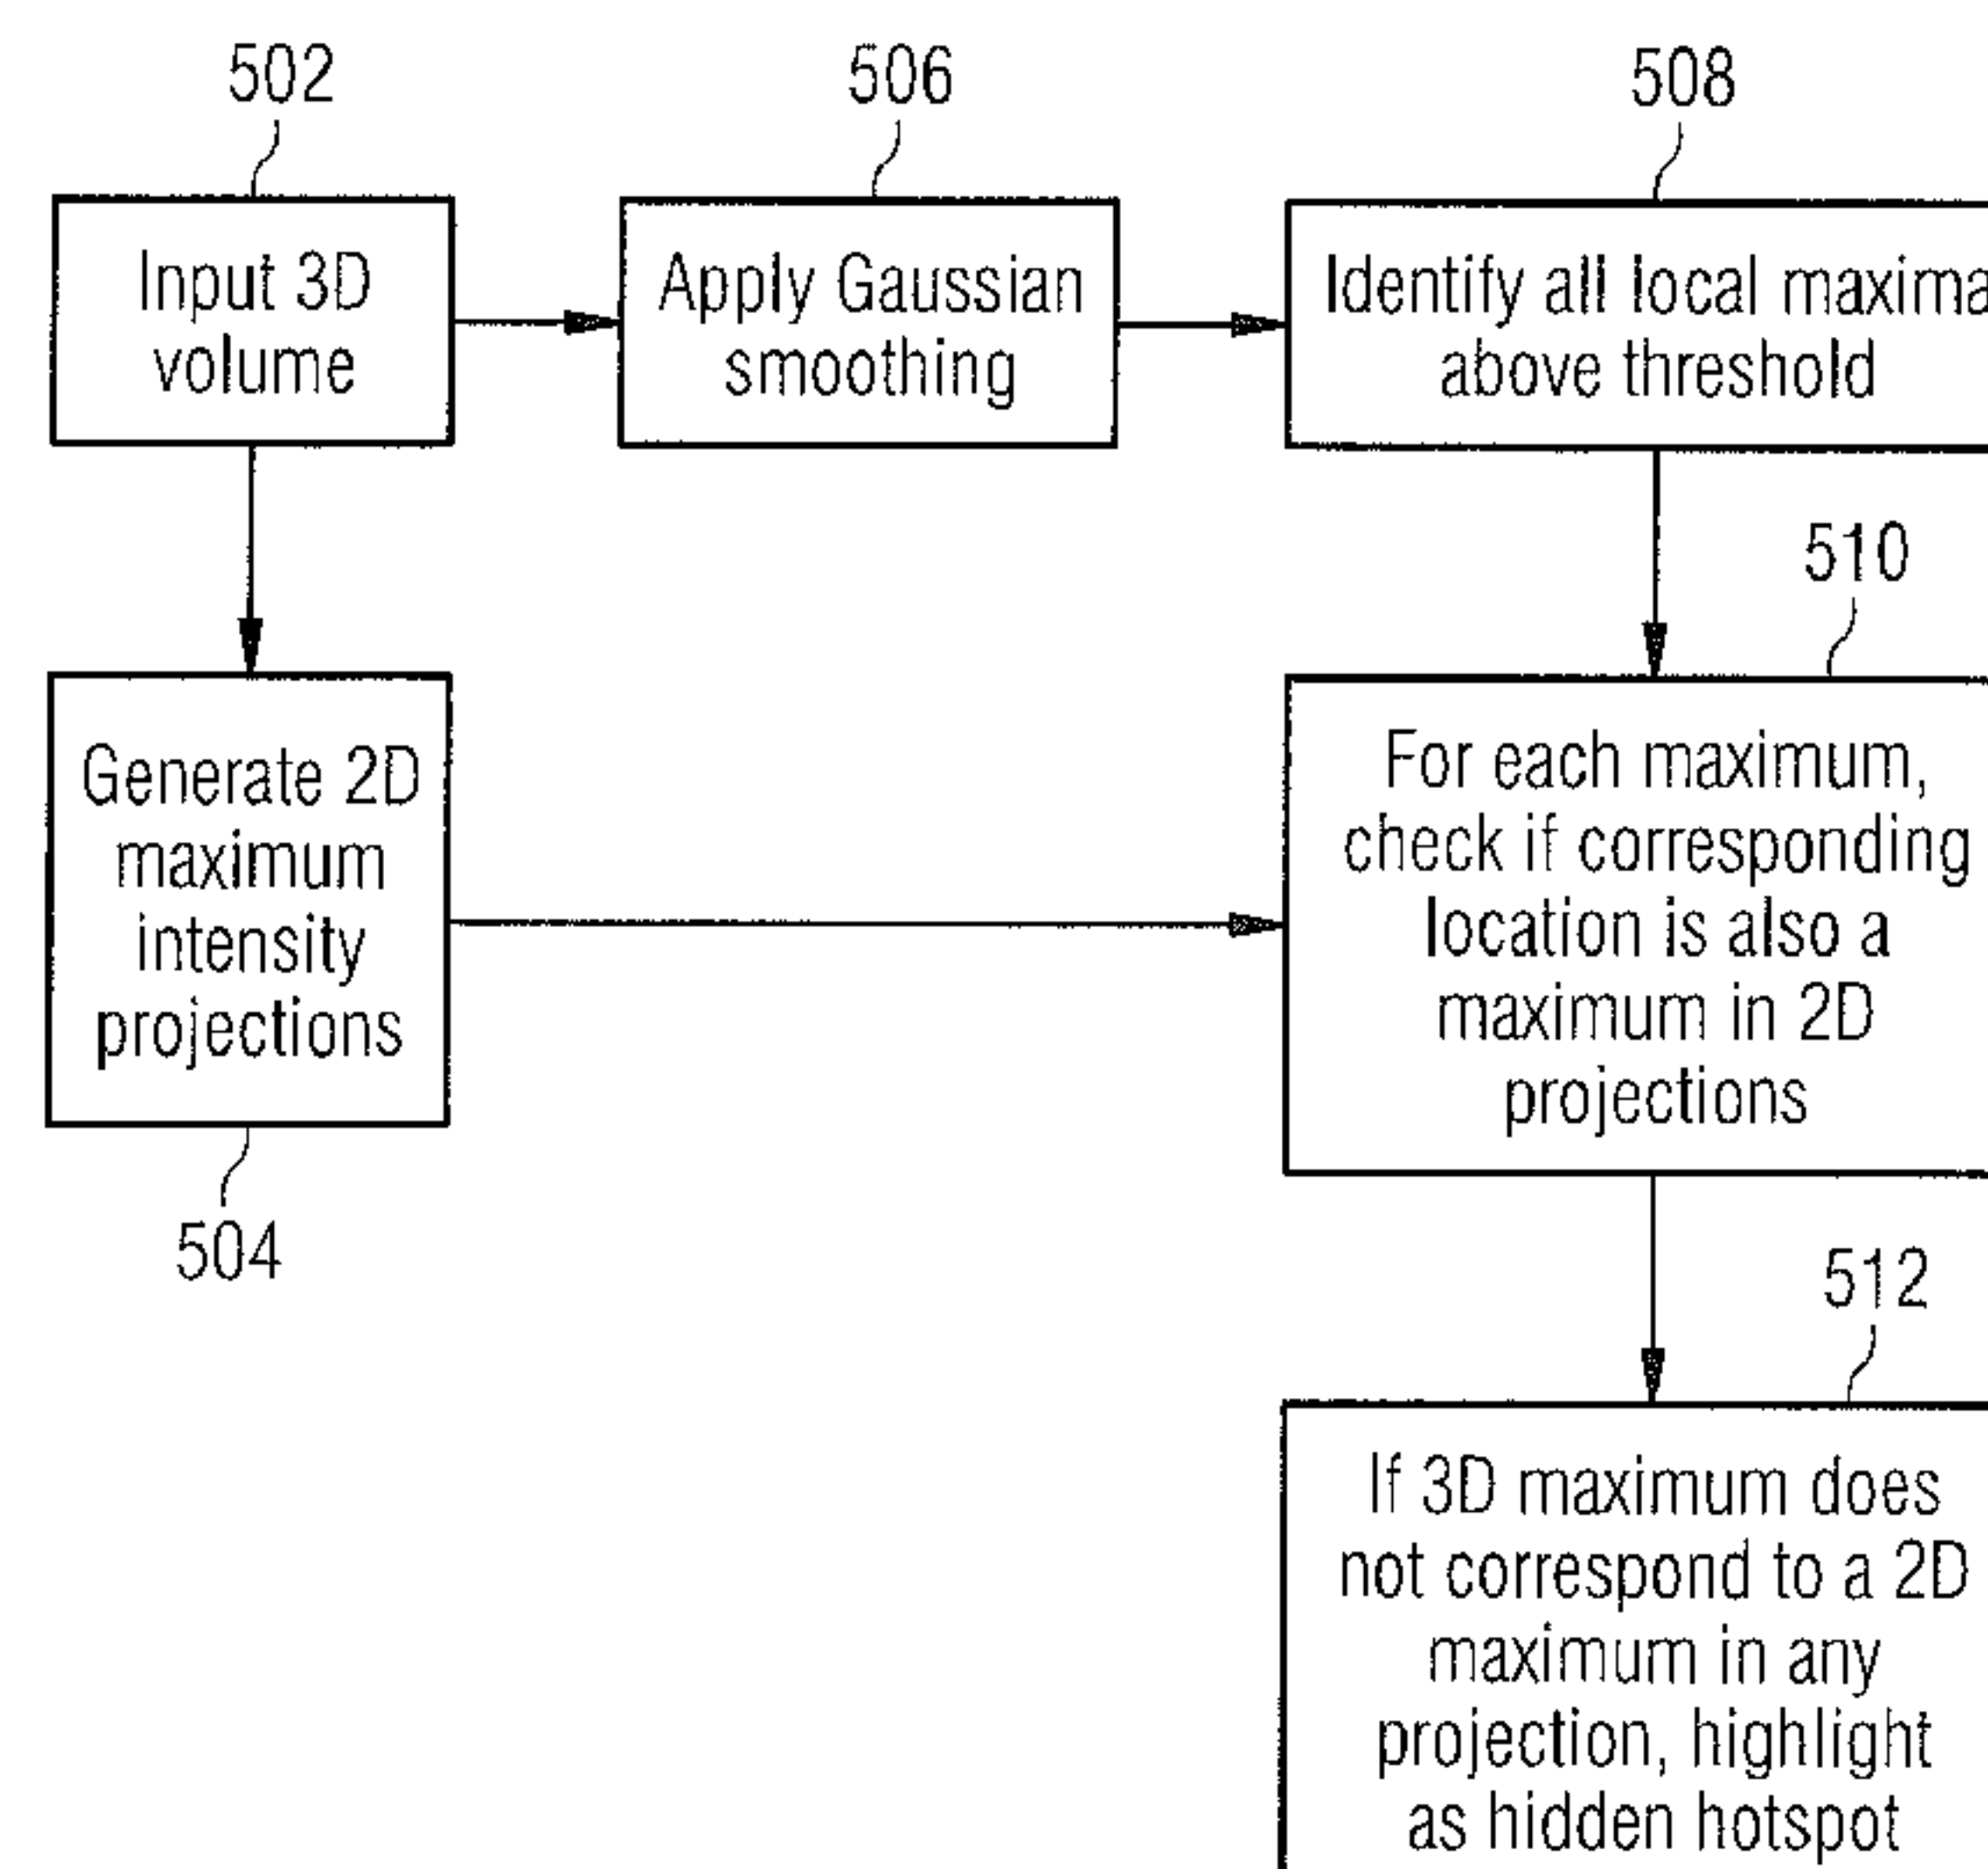 502
506
508
Input 3D
volume
Apply Gaussian
smoothing
Identify all local maxima
above threshold
510
Generate 2D
maximum
intensity
projections
504
For each maximum,
check if corresponding
location is also a
maximum in 2D
projections
512
If 3D maximum does
not correspond to a 2D
maximum in any
projection, highlight
as hidden hotspot